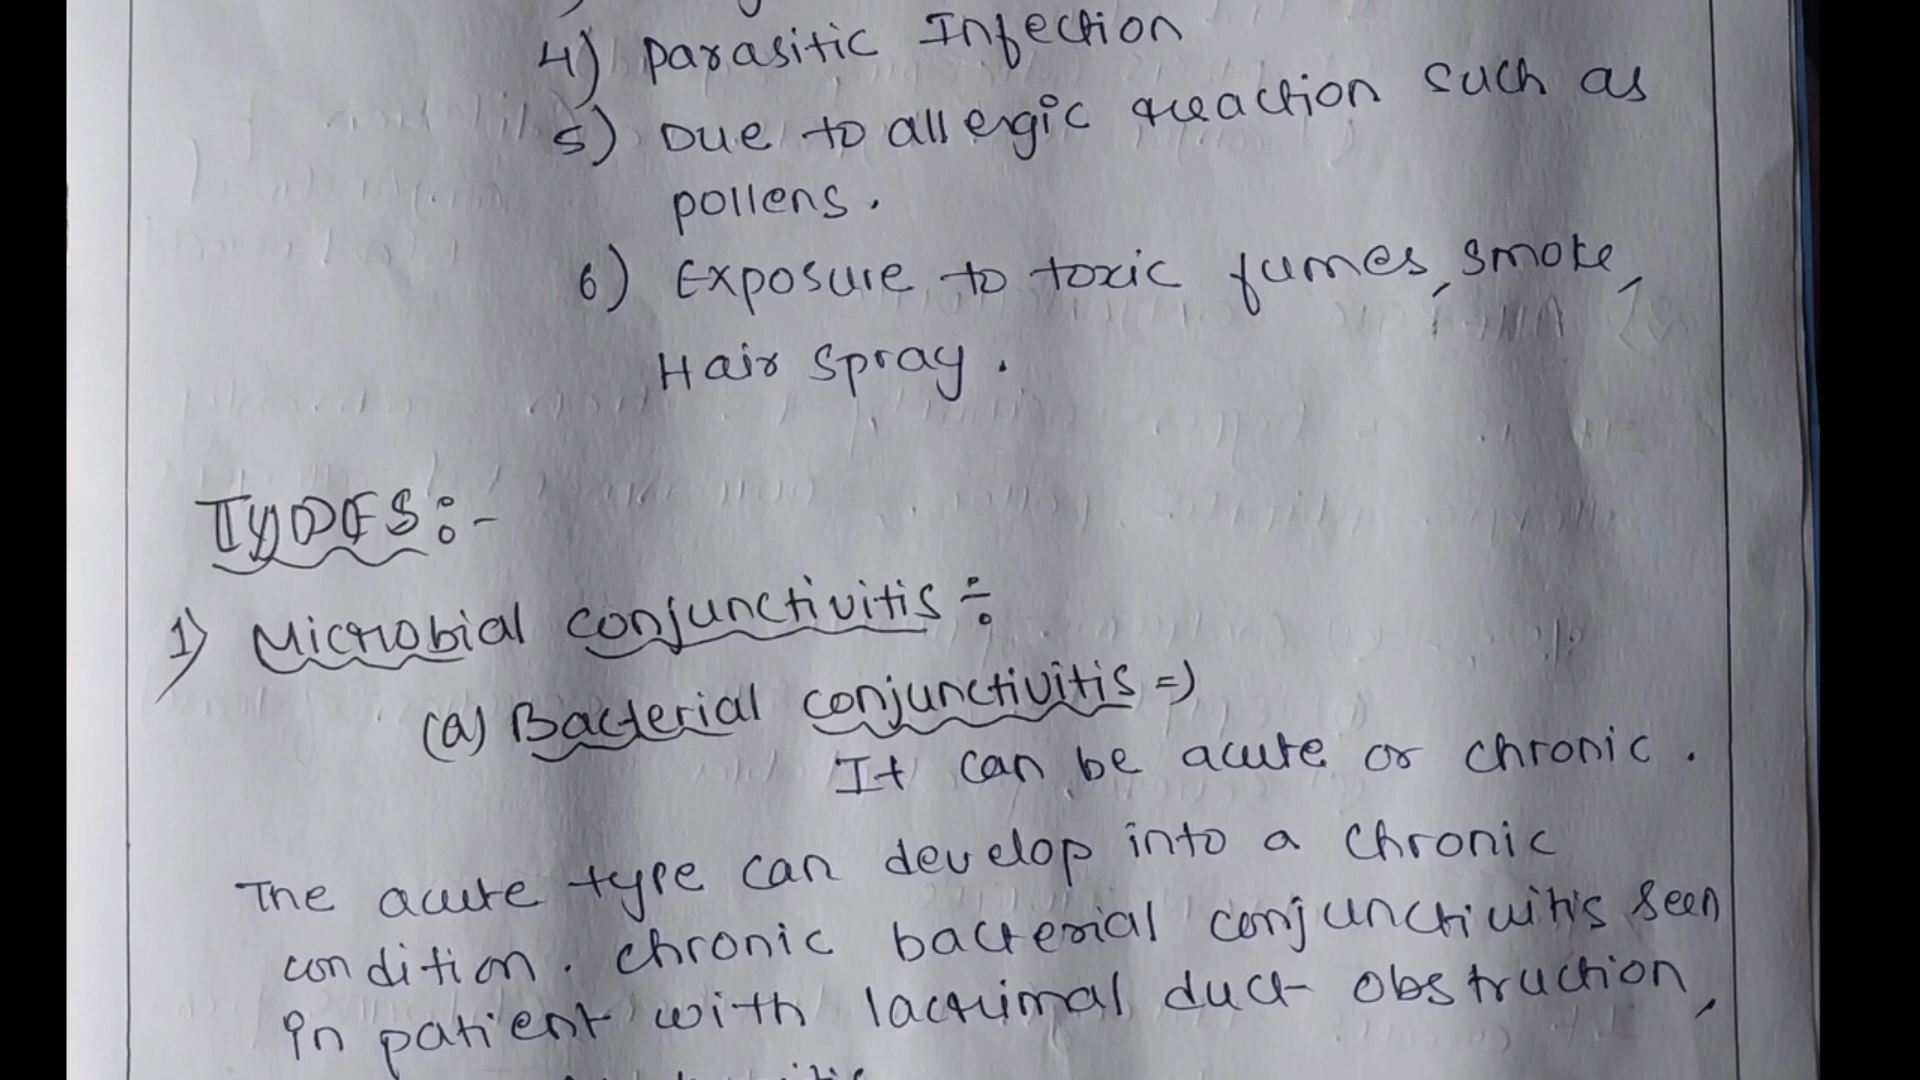 4) Parasitic Infection
5) Due to allergic reaction such as
pollens.
6) Exposure to toxic fumes, smoke,
Hair spray.
TYPES:-
1) Microbial conjunctivitis ÷
(a) Bacterial conjunctivitis =)
It can be acute or chronic.
The acute type can develop into a chronic
condition. chronic bacterial conjunctivitis seen
in patient with lacrimal duct obstruction,